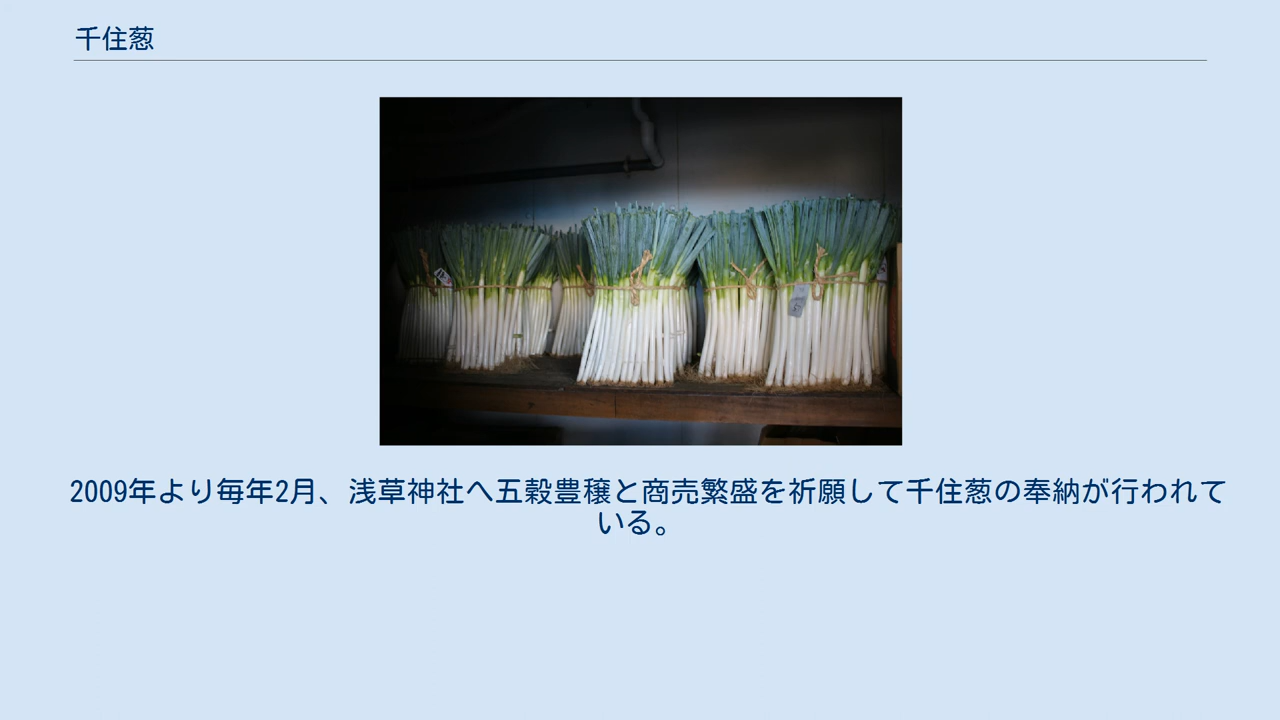 千住葱
2009年より毎年2月、浅草神社へ五穀豊穣と商売繁盛を祈願して千住葱の奉納が行われて
いる。